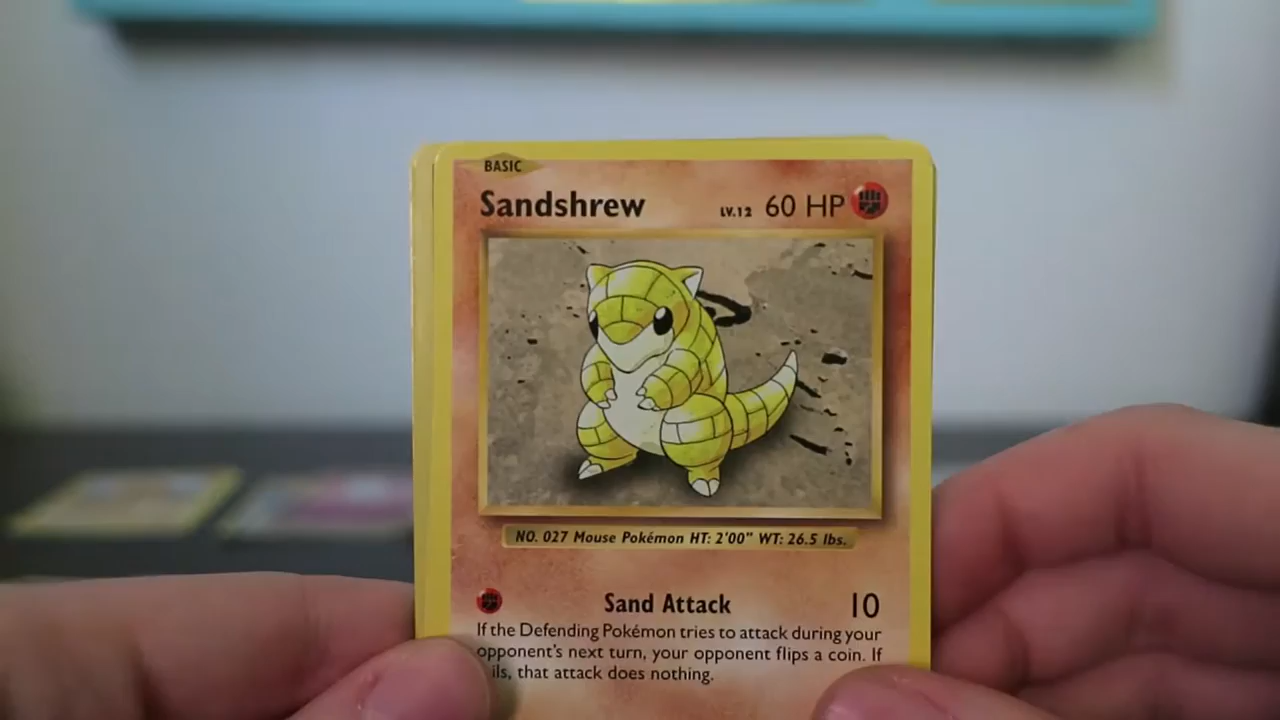 BASIC
Sandshrew LV.12 60 HP
NO. 027 Mouse Pokémon HT: 2'00" WT: 26.5 lbs.
Sand Attack 10
If the Defending Pokémon tries to attack during your
opponent's next turn, your opponent flips a coin. If
ils, that attack does nothing.